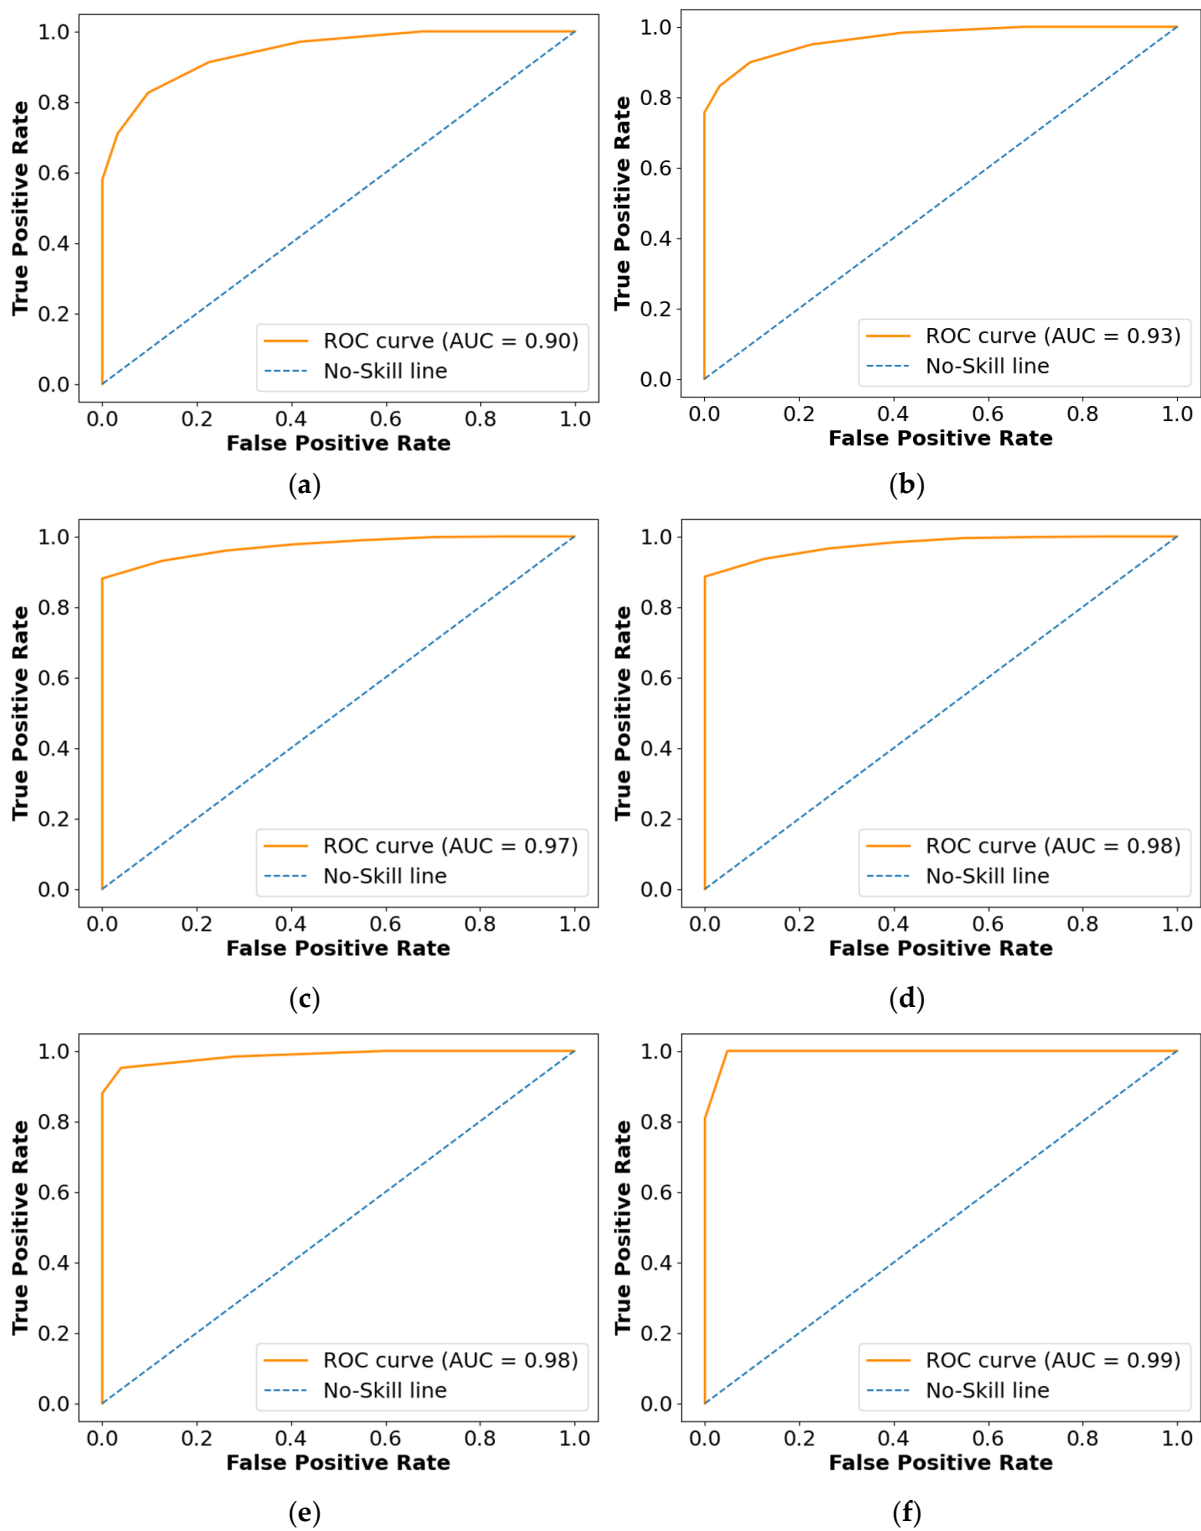 1.0
0.8
0.6
0.4
0.2
0.0
True Positive Rate
ROC curve (AUC = 0.90)
No-Skill line
0.0 0.2 0.4 0.6 0.8 1.0
False Positive Rate
(a)
1.0
0.8
0.6
0.4
0.2
0.0
True Positive Rate
ROC curve (AUC = 0.93)
No-Skill line
0.0 0.2 0.4 0.6 0.8 1.0
False Positive Rate
(b)
1.0
0.8
0.6
0.4
0.2
0.0
True Positive Rate
ROC curve (AUC = 0.97)
No-Skill line
0.0 0.2 0.4 0.6 0.8 1.0
False Positive Rate
(c)
1.0
0.8
0.6
0.4
0.2
0.0
True Positive Rate
ROC curve (AUC = 0.98)
No-Skill line
0.0 0.2 0.4 0.6 0.8 1.0
False Positive Rate
(d)
1.0
0.8
0.6
0.4
0.2
0.0
True Positive Rate
ROC curve (AUC = 0.98)
No-Skill line
0.0 0.2 0.4 0.6 0.8 1.0
False Positive Rate
(e)
1.0
0.8
0.6
0.4
0.2
0.0
True Positive Rate
ROC curve (AUC = 0.99)
No-Skill line
0.0 0.2 0.4 0.6 0.8 1.0
False Positive Rate
(f)